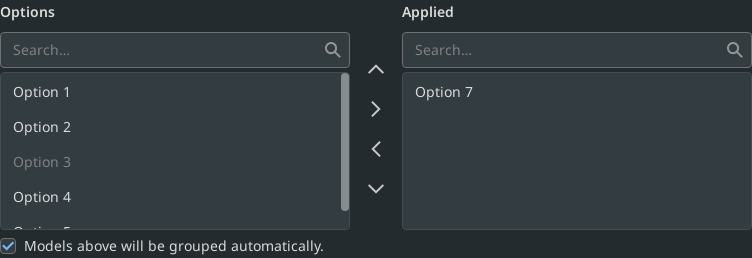 Options
Search...
Option 1
Option 2
Option 3
Option 4
Applied
Search...
Option 7
Models above will be grouped automatically.